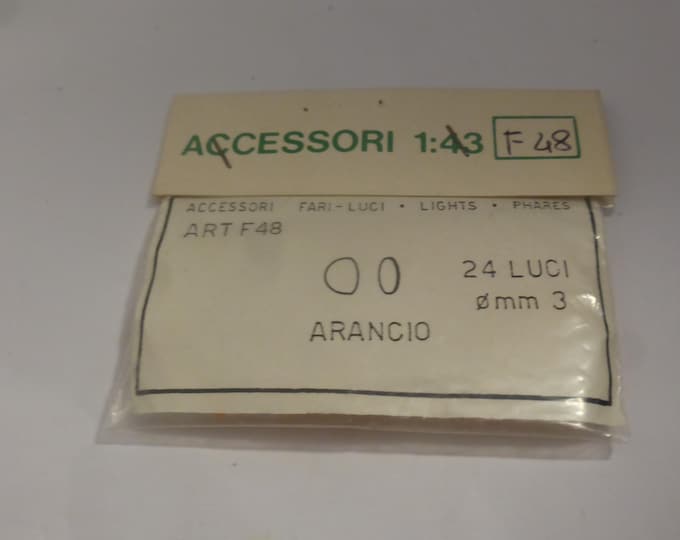 ACCESSORI 1:43 F 48
ACCESSORI FARI-LUCI • LIGHTS • PHARES
ART F48
24 LUCI
ømm 3
ARANCIO